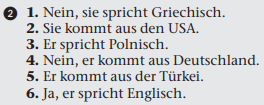 2 1. Nein, sie spricht Griechisch.
2. Sie kommt aus den USA.
3. Er spricht Polnisch.
4. Nein, er kommt aus Deutschland.
5. Er kommt aus der Türkei.
6. Ja, er spricht Englisch.